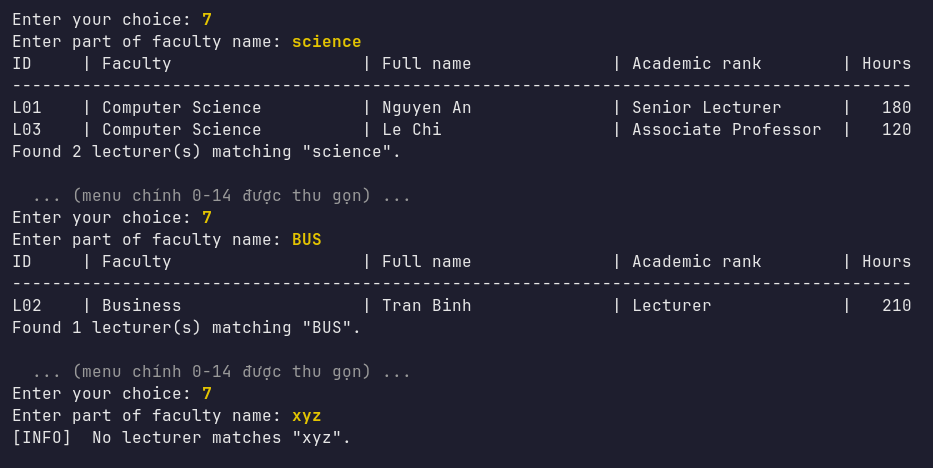 Enter your choice: 7
Enter part of faculty name: science
ID     | Faculty                   | Full name              | Academic rank        | Hours
------------------------------------------------------------------------------------------
L01    | Computer Science          | Nguyen An              | Senior Lecturer      |   180
L03    | Computer Science          | Le Chi                 | Associate Professor  |   120
Found 2 lecturer(s) matching "science".
... (menu chính 0-14 được thu gọn) ...
Enter your choice: 7
Enter part of faculty name: BUS
ID     | Faculty                   | Full name              | Academic rank        | Hours
------------------------------------------------------------------------------------------
L02    | Business                  | Tran Binh              | Lecturer             |   210
Found 1 lecturer(s) matching "BUS".
... (menu chính 0-14 được thu gọn) ...
Enter your choice: 7
Enter part of faculty name: xyz
[INFO]  No lecturer matches "xyz".